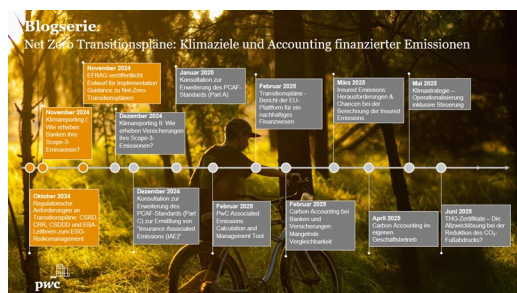 Blogserie
Net Zero Transitionspläne: Klimaziele und Accounting finanzierter Emissionen
November 2024
EFRAG veröffentlicht
Entwurf für Implementation
Guidance zu Net-Zero-
Transitionsplänen
November 2024
Klimareporting I:
Wie erheben
Banken ihre
Scope-3-
Emissionen?
Januar 2025
Konsultation zur
Erweiterung des PCAF-
Standards (Part A)
Dezember 2024
Klimareporting II: Wie
erheben Versicherungen
ihre Scope-3-
Emissionen?
Februar 2025
Transitionspläne -
Bericht der EU-
Plattform für ein
nachhaltiges
Finanzwesen
März 2025
Insured Emissions:
Herausforderungen &
Chancen bei der
Berechnung der Insured
Emissions
Mai 2025
Klimastrategie –
Operationalisierung
inklusive Steuerung
Oktober 2024
Regulatorische
Anforderungen an
Transitionspläne: CSRD,
CRR, CSDDD und EBA-
Leitlinien zum ESG-
Risikomanagement
Dezember 2024
Konsultation zur
Erweiterung des
PCAF-Standards (Part
C) zur Ermittlung von
"Insurance Associated
Emissions (IAE)"
Februar 2025
PwC Associated
Emissions
Calculation and
Management Tool
Februar 2025
Carbon Accounting bei
Banken und
Versicherungen:
Mangelnde
Vergleichbarkeit
April 2025
Carbon Accounting im
eigenen
Geschäftsbetrieb
Juni 2025
THG-Zertifikate – Die
Allzwecklösung bei der
Reduktion des CO₂-
Fußabdrucks?
pwc